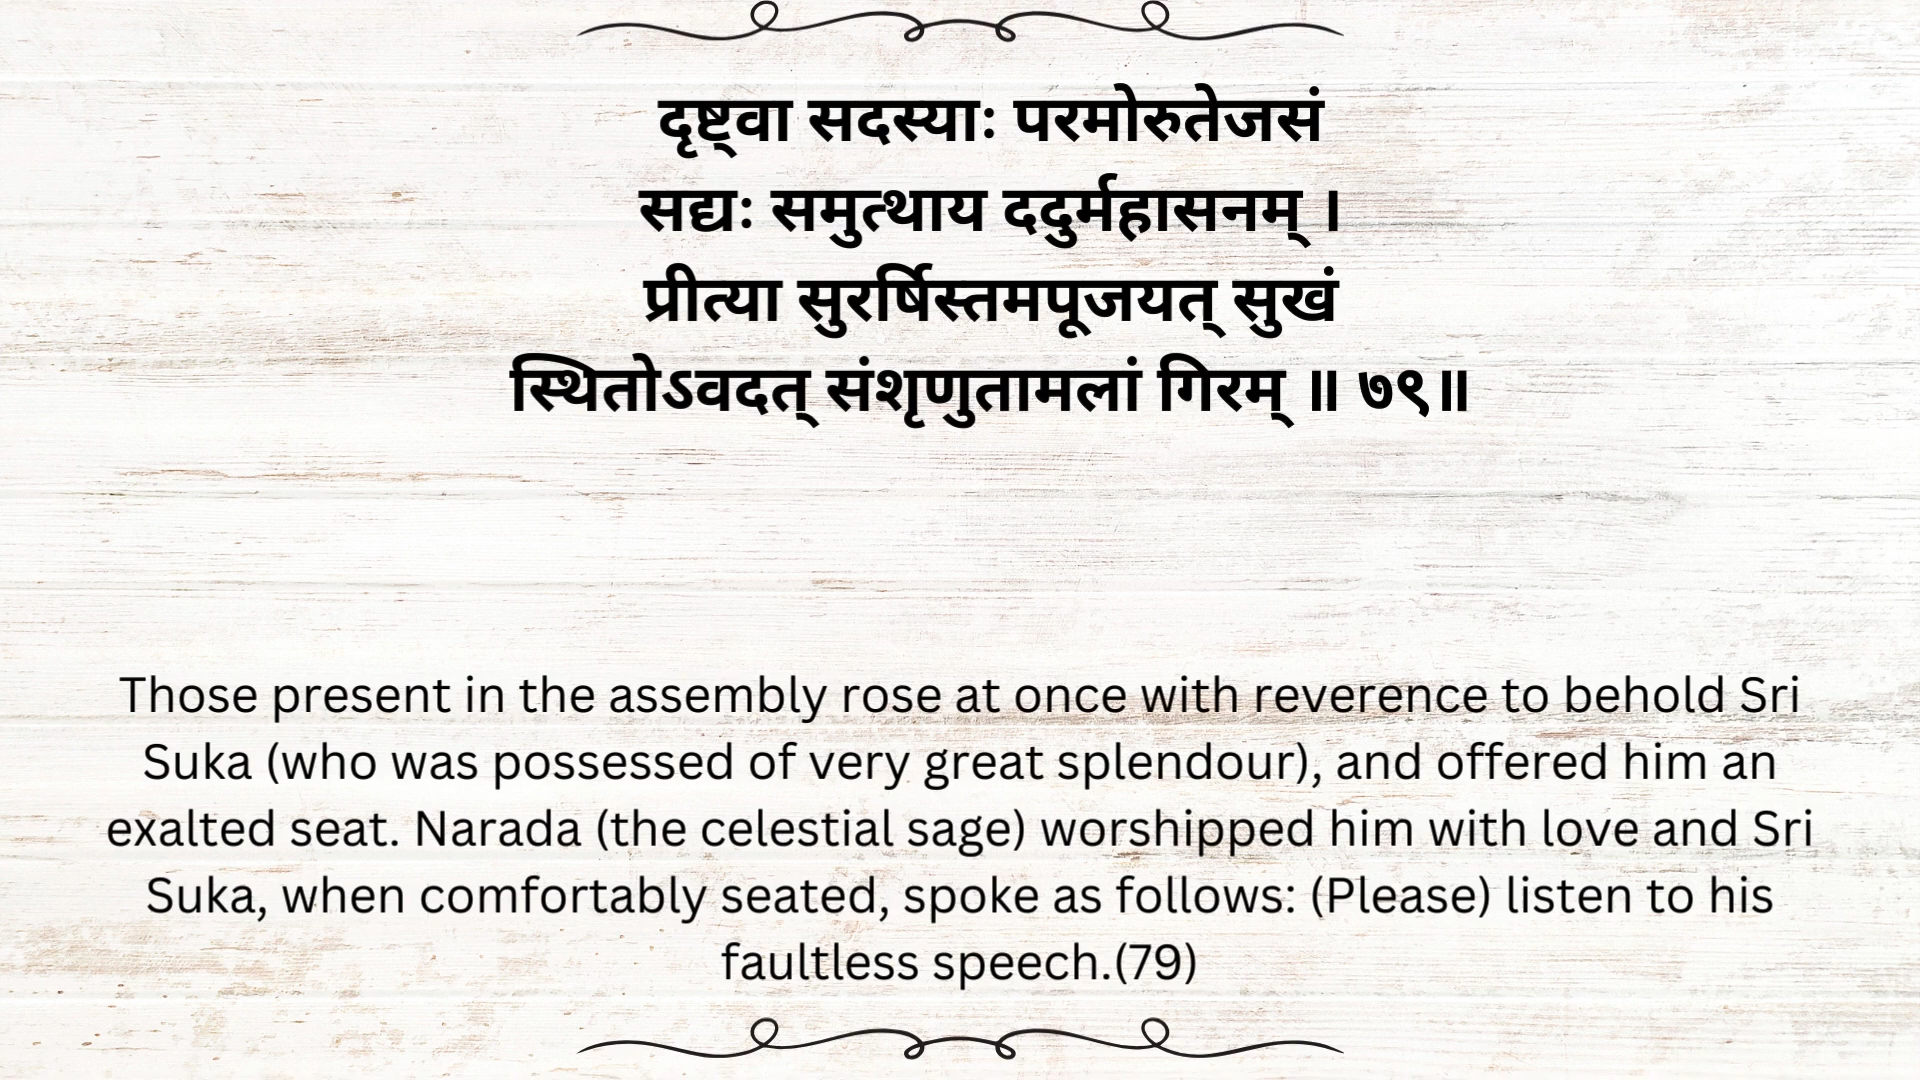 दृष्ट्वा सदस्याः परमोरुतेजसं
सद्यः समुत्थाय ददुर्महासनम् ।
प्रीत्या सुरर्षिस्तमपूजयत् सुखं
स्थितोऽवदत् संशृणुतामलां गिरम् ॥ ७९॥
Those present in the assembly rose at once with reverence to behold Sri
Suka (who was possessed of very great splendour), and offered him an
exalted seat. Narada (the celestial sage) worshipped him with love and Sri
Suka, when comfortably seated, spoke as follows: (Please) listen to his
faultless speech.(79)